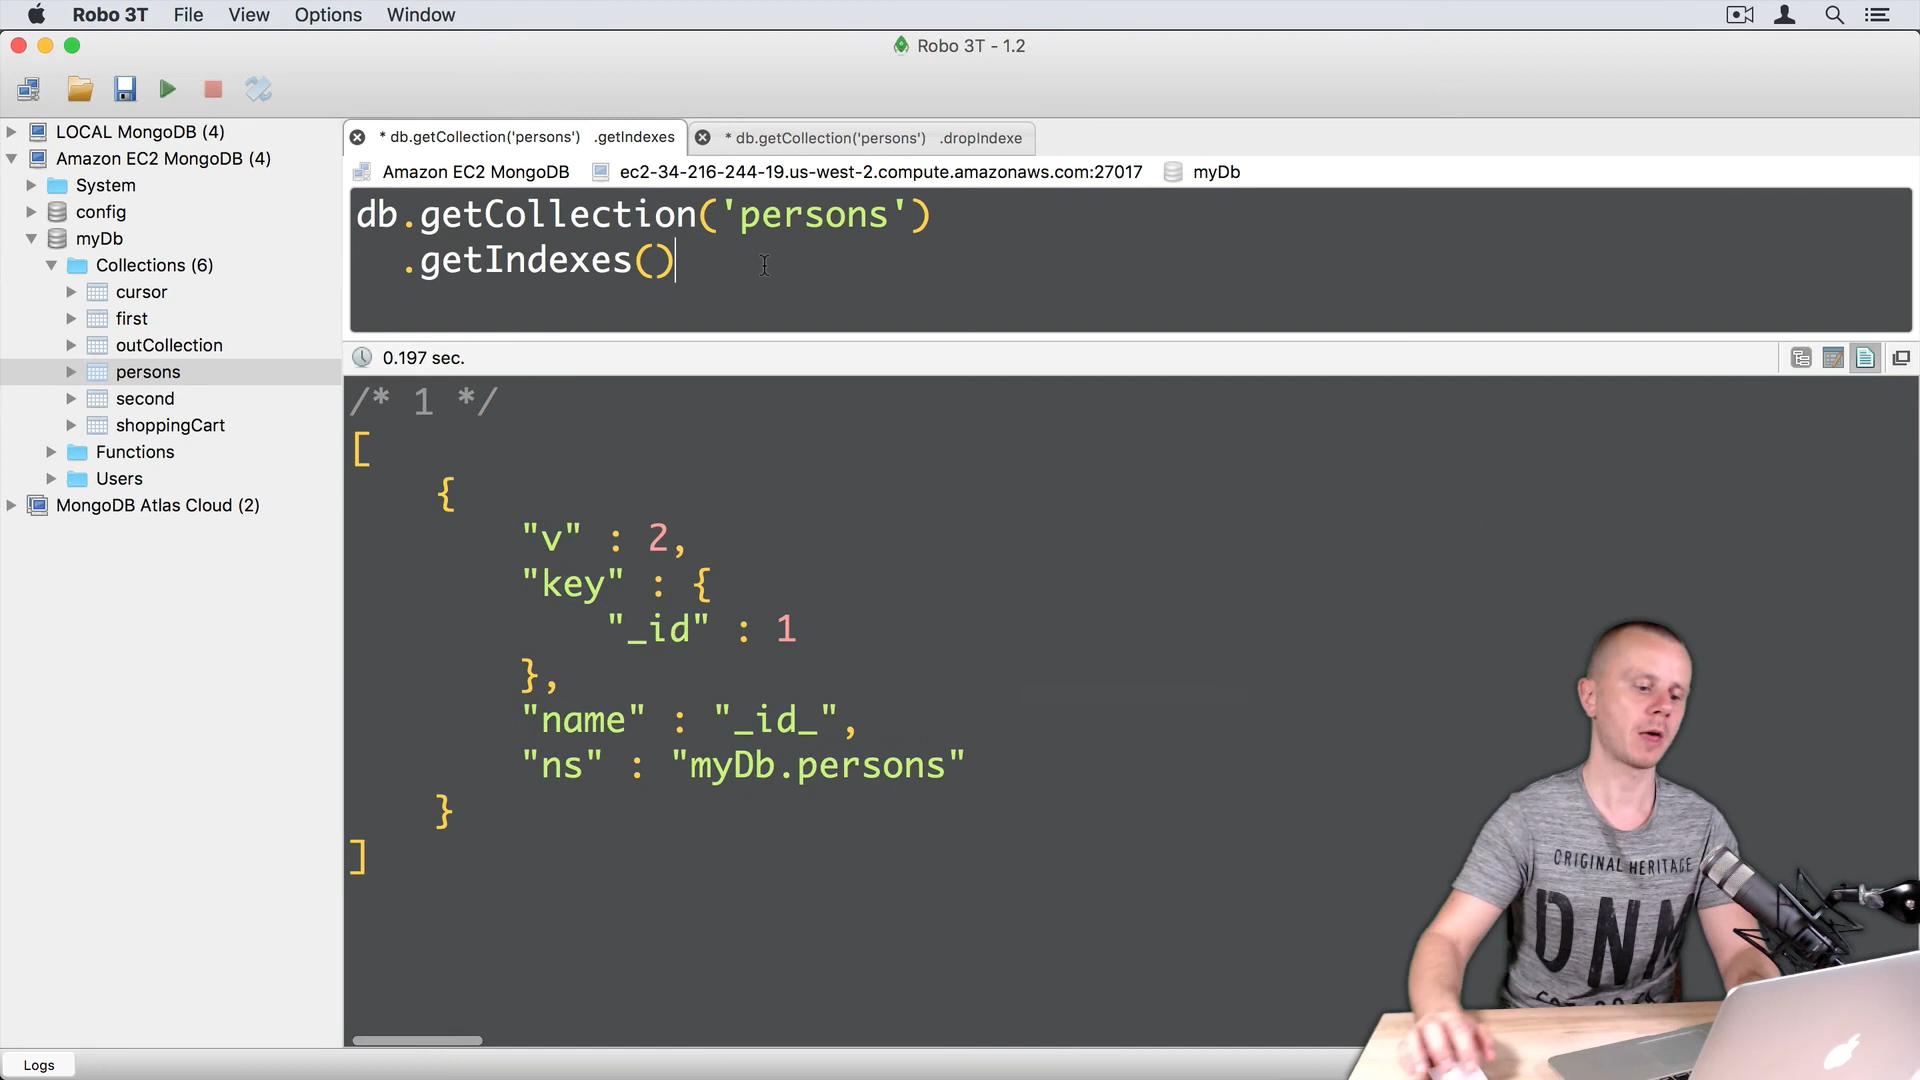 Robo 3T File View Options Window
Robo 3T - 1.2
LOCAL MongoDB (4)
Amazon EC2 MongoDB (4)
System
config
myDb
Collections (6)
cursor
first
outCollection
persons
second
shoppingCart
Functions
Users
MongoDB Atlas Cloud (2)
* db.getCollection('persons') .getIndexes
* db.getCollection('persons') .dropIndexe
Amazon EC2 MongoDB ec2-34-216-244-19.us-west-2.compute.amazonaws.com:27017 myDb
db.getCollection('persons')
.getIndexes()
0.197 sec.
/* 1 */
[
{
"v" : 2,
"key" : {
"_id" : 1
},
"name" : "_id_",
"ns" : "myDb.persons"
}
]
ORIGINAL HERITAGE
DNM
Logs